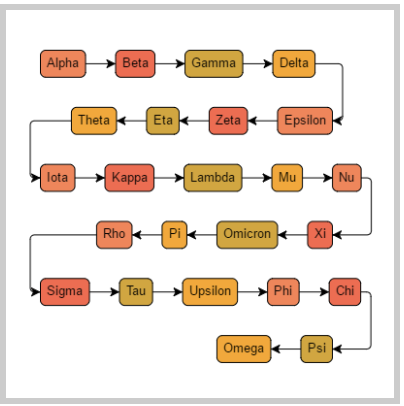 Alpha Beta Gamma Delta
Theta Eta Zeta Epsilon
Iota Kappa Lambda Mu Nu
Rho Pi Omicron Xi
Sigma Tau Upsilon Phi Chi
Omega Psi